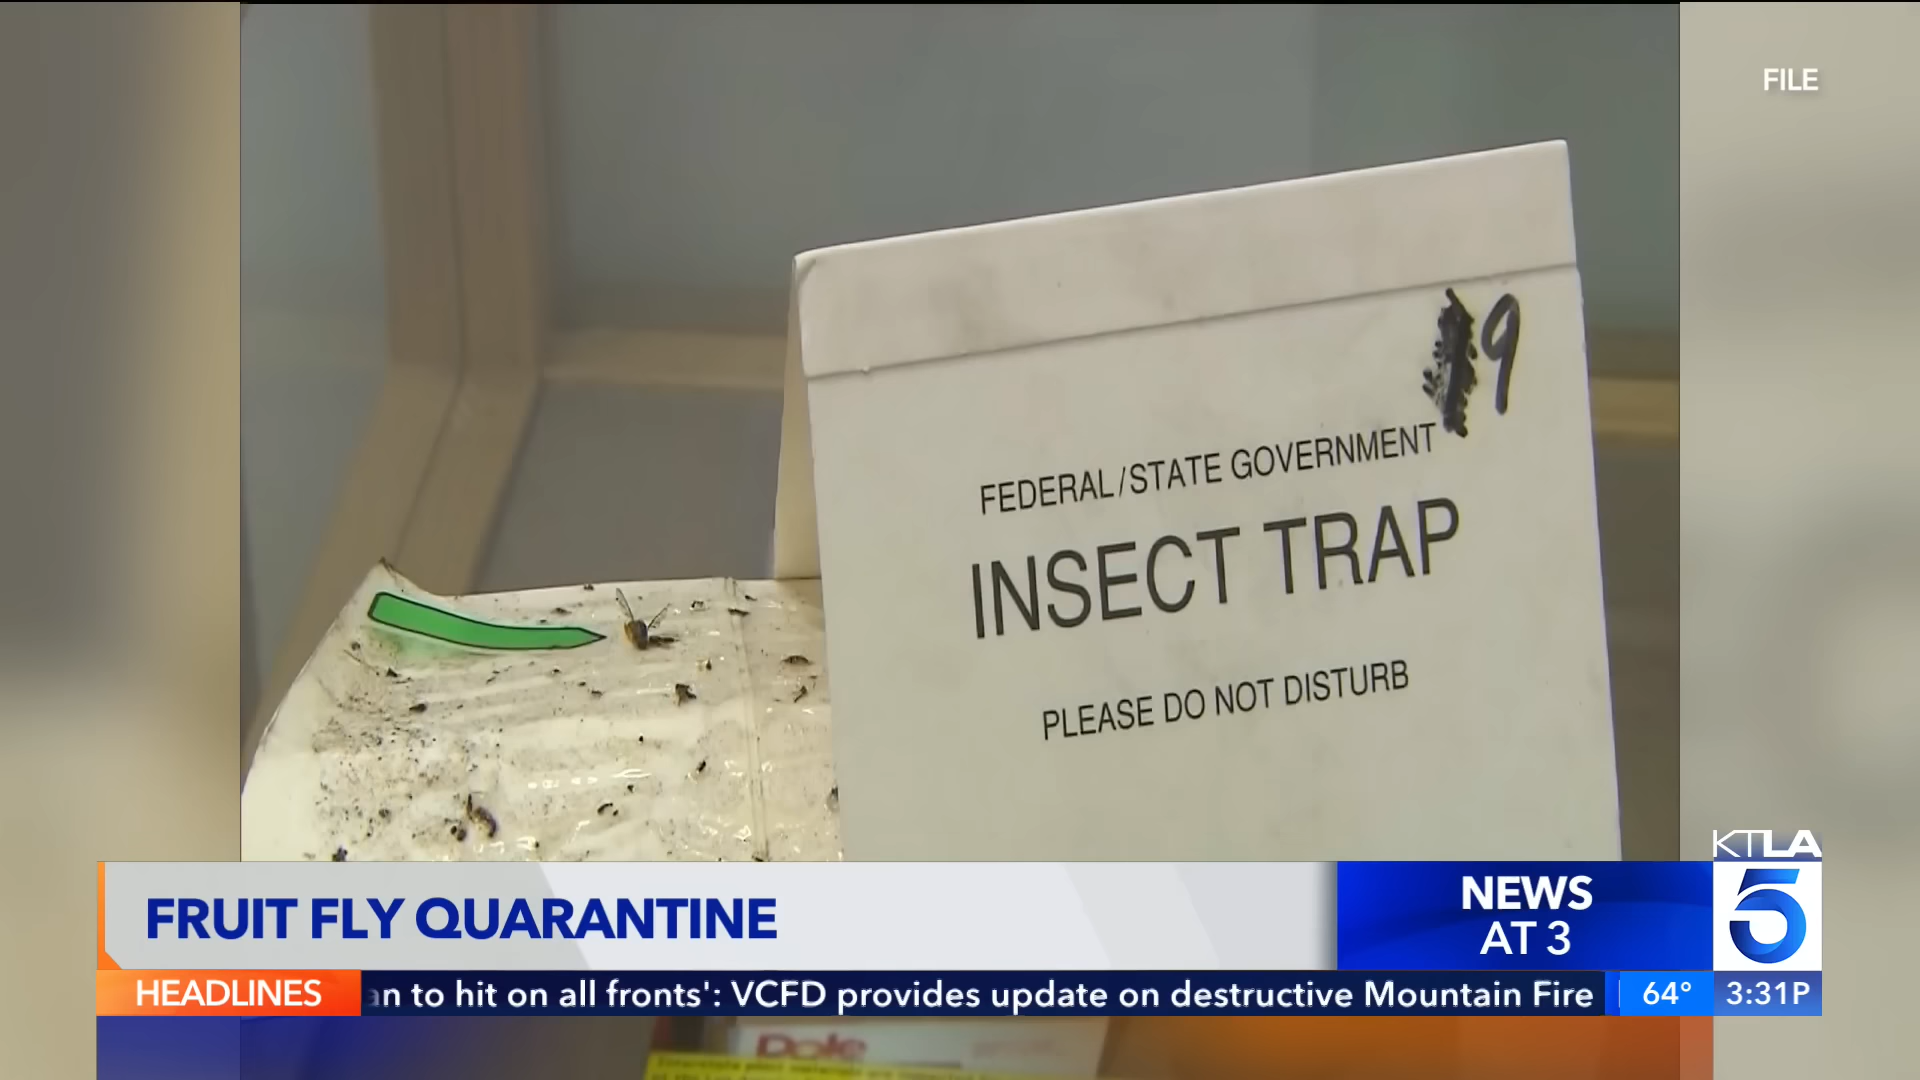 FILE
9
FEDERAL/STATE GOVERNMENT
INSECT TRAP
PLEASE DO NOT DISTURB
FRUIT FLY QUARANTINE
NEWS
AT 3
KTLA
5
HEADLINES
an to hit on all fronts': VCFD provides update on destructive Mountain Fire
64°
3:31P
Dole